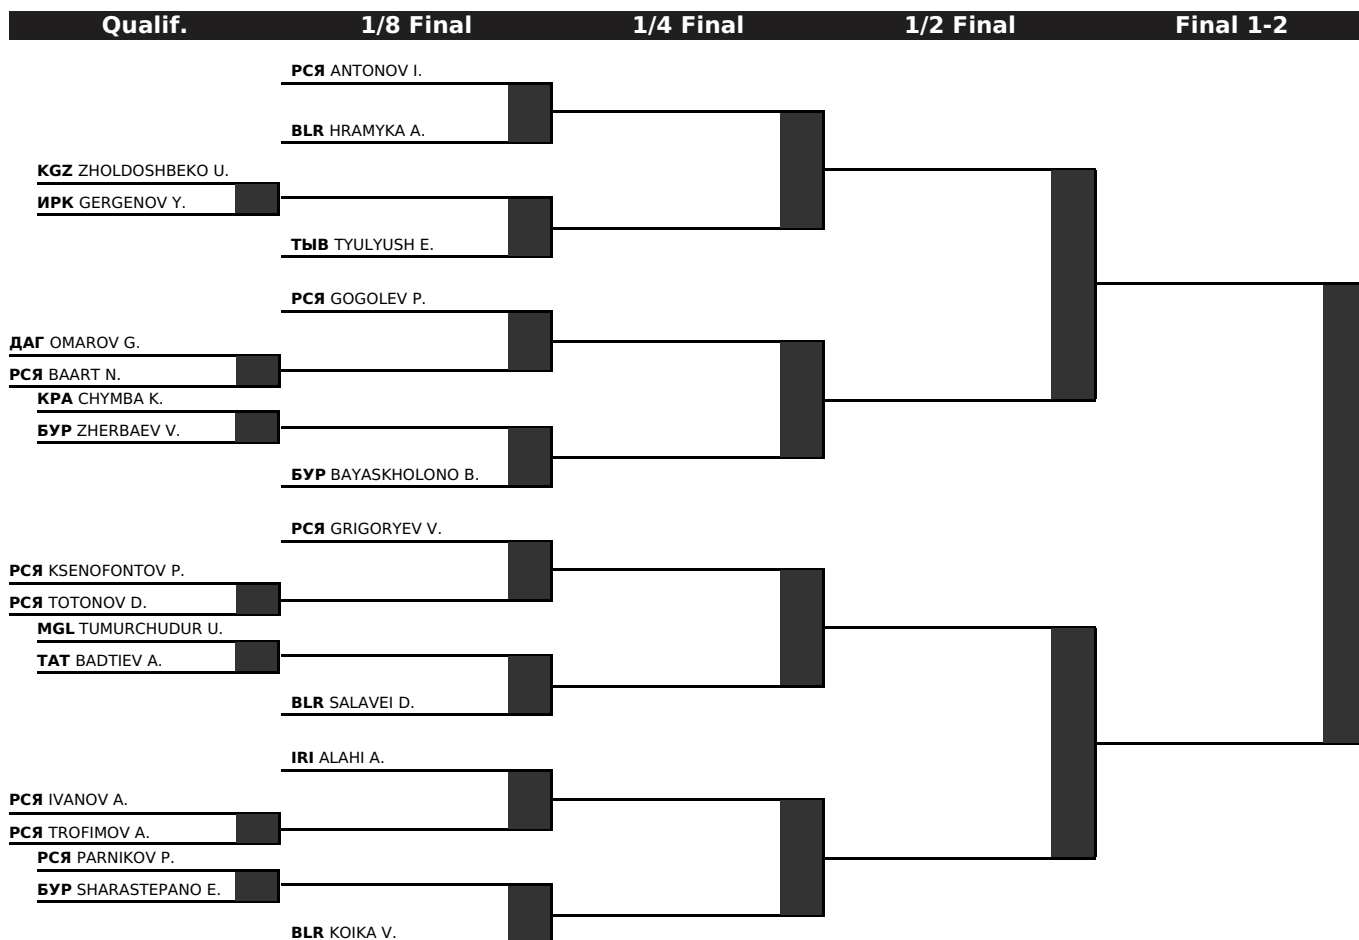 Qualif. 1/8 Final 1/4 Final 1/2 Final Final 1-2
РСЯ ANTONOV I.
BLR HRAMYKA A.
KGZ ZHOLDOSHBEKO U.
ИРК GERGENOV Y.
ТЫВ TYULYUSH E.
РСЯ GOGOLEV P.
ДАГ OMAROV G.
РСЯ BAART N.
КРА CHYMBA K.
БУР ZHERBAEV V.
БУР BAYASKHOLONO B.
РСЯ GRIGORYEV V.
РСЯ KSENOFONTOV P.
РСЯ TOTONOV D.
MGL TUMURCHUDUR U.
ТАТ BADTIEV A.
BLR SALAVEI D.
IRI ALAHI A.
РСЯ IVANOV A.
РСЯ TROFIMOV A.
РСЯ PARNIKOV P.
БУР SHARASTEPANO E.
BLR KOIKA V.